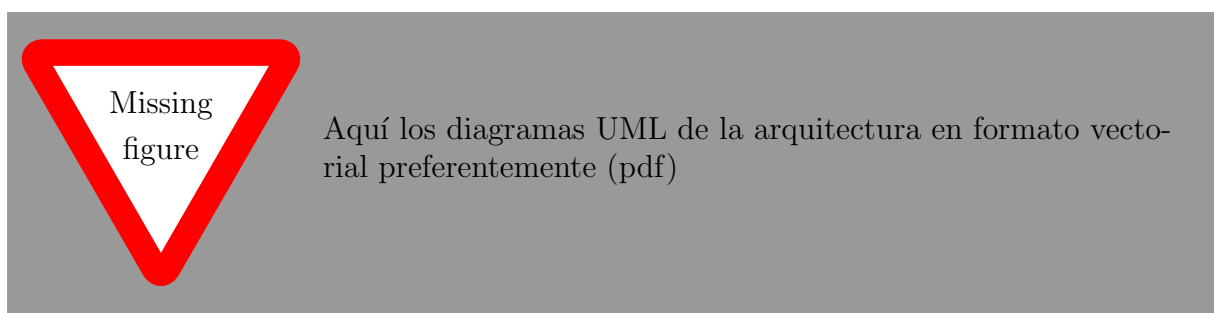 Missing
figure
Aquí los diagramas UML de la arquitectura en formato vecto-
rial preferentemente (pdf)